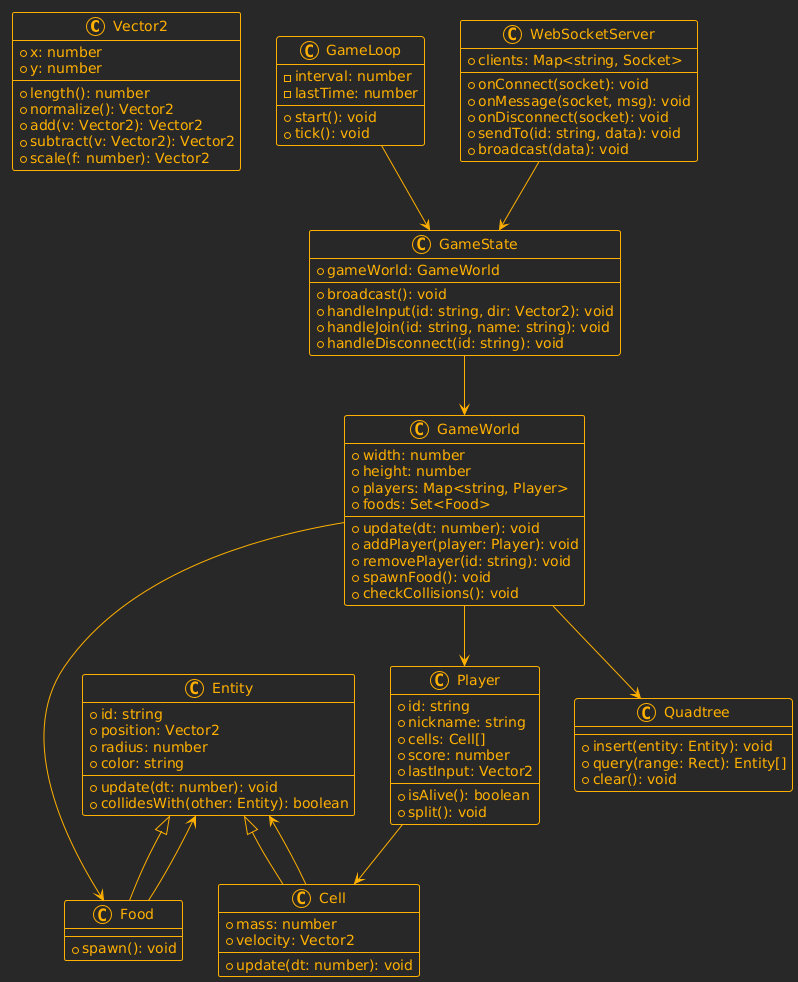 C Vector2
x: number
y: number
length(): number
normalize(): Vector2
add(v: Vector2): Vector2
subtract(v: Vector2): Vector2
scale(f: number): Vector2
C GameLoop
interval: number
lastTime: number
start(): void
tick(): void
C WebSocketServer
clients: Map<string, Socket>
onConnect(socket): void
onMessage(socket, msg): void
onDisconnect(socket): void
sendTo(id: string, data): void
broadcast(data): void
C GameState
gameWorld: GameWorld
broadcast(): void
handleInput(id: string, dir: Vector2): void
handleJoin(id: string, name: string): void
handleDisconnect(id: string): void
C GameWorld
width: number
height: number
players: Map<string, Player>
foods: Set<Food>
update(dt: number): void
addPlayer(player: Player): void
removePlayer(id: string): void
spawnFood(): void
checkCollisions(): void
C Entity
id: string
position: Vector2
radius: number
color: string
update(dt: number): void
collidesWith(other: Entity): boolean
C Player
id: string
nickname: string
cells: Cell[]
score: number
lastInput: Vector2
isAlive(): boolean
split(): void
C Quadtree
insert(entity: Entity): void
query(range: Rect): Entity[]
clear(): void
C Food
spawn(): void
C Cell
mass: number
velocity: Vector2
update(dt: number): void